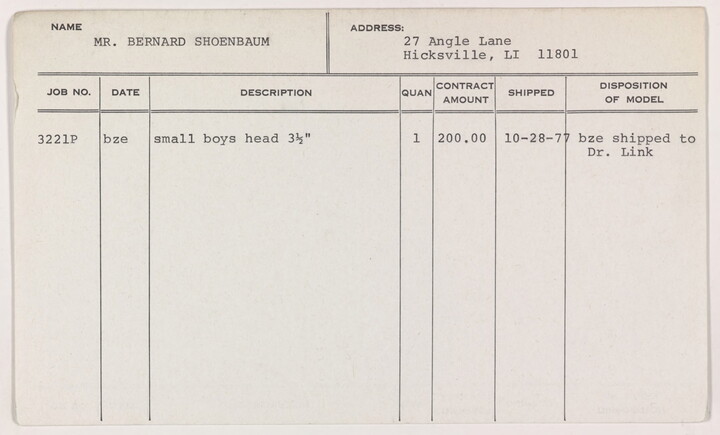 NAME ADDRESS:
MR. BERNARD SHOENBAUM 27 Angle Lane
Hicksville, LI 11801
JOB NO. DATE DESCRIPTION QUAN CONTRACT AMOUNT SHIPPED DISPOSITION OF MODEL
3221P bze small boys head 3½" 1 200.00 10-28-77 bze shipped to
Dr. Link